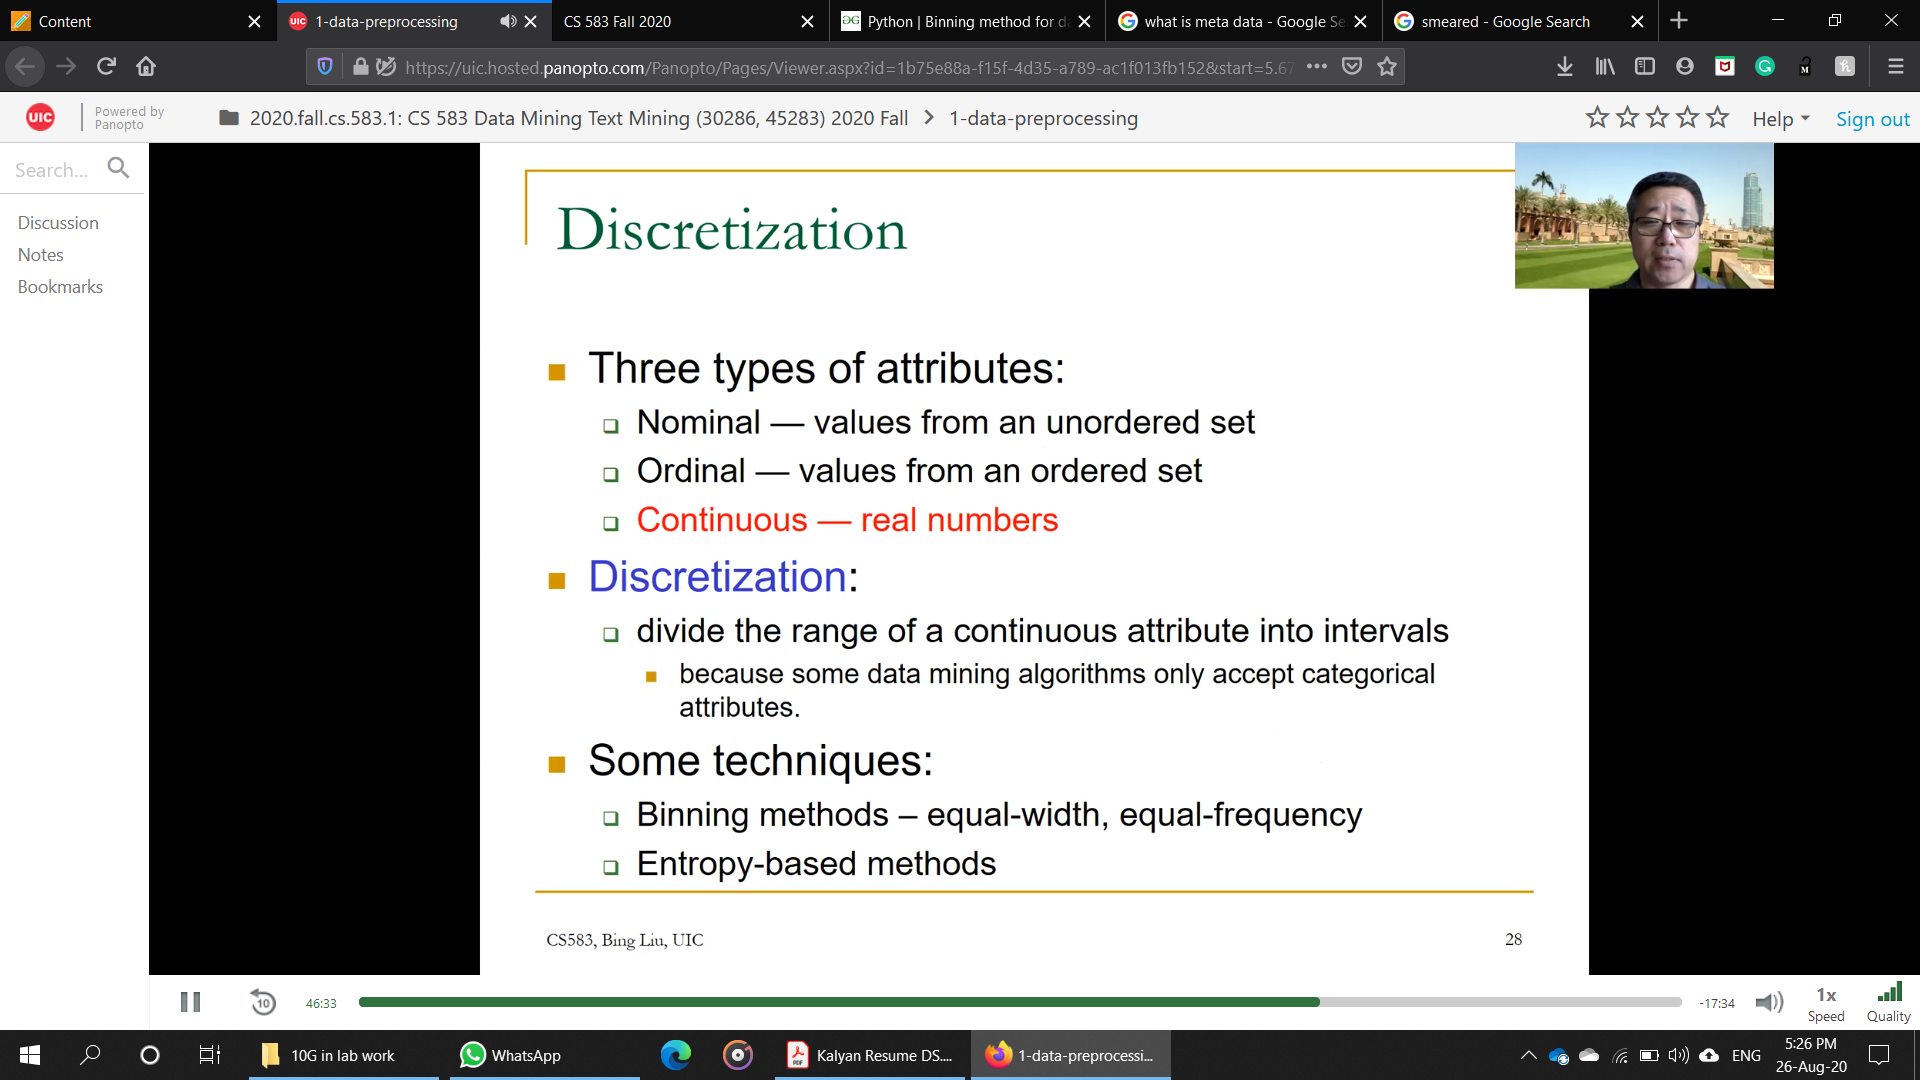 Content
1-data-preprocessing
CS 583 Fall 2020
Python | Binning method for da
what is meta data - Google Se
smeared - Google Search
https://uic.hosted.panopto.com/Panopto/Pages/Viewer.aspx?id=1b75e88a-f15f-4d35-a789-ac1f013fb152&start=5.67
UIC
Powered by
Panopto
2020.fall.cs.583.1: CS 583 Data Mining Text Mining (30286, 45283) 2020 Fall > 1-data-preprocessing
Help
Sign out
Search...
Discussion
Notes
Bookmarks
Discretization
Three types of attributes:
Nominal — values from an unordered set
Ordinal — values from an ordered set
Continuous — real numbers
Discretization:
divide the range of a continuous attribute into intervals
because some data mining algorithms only accept categorical
attributes.
Some techniques:
Binning methods – equal-width, equal-frequency
Entropy-based methods
CS583, Bing Liu, UIC
28
10
46:33
-17:34
1x
Speed
Quality
10G in lab work
WhatsApp
Kalyan Resume DS....
1-data-preprocessi...
ENG
5:26 PM
26-Aug-20